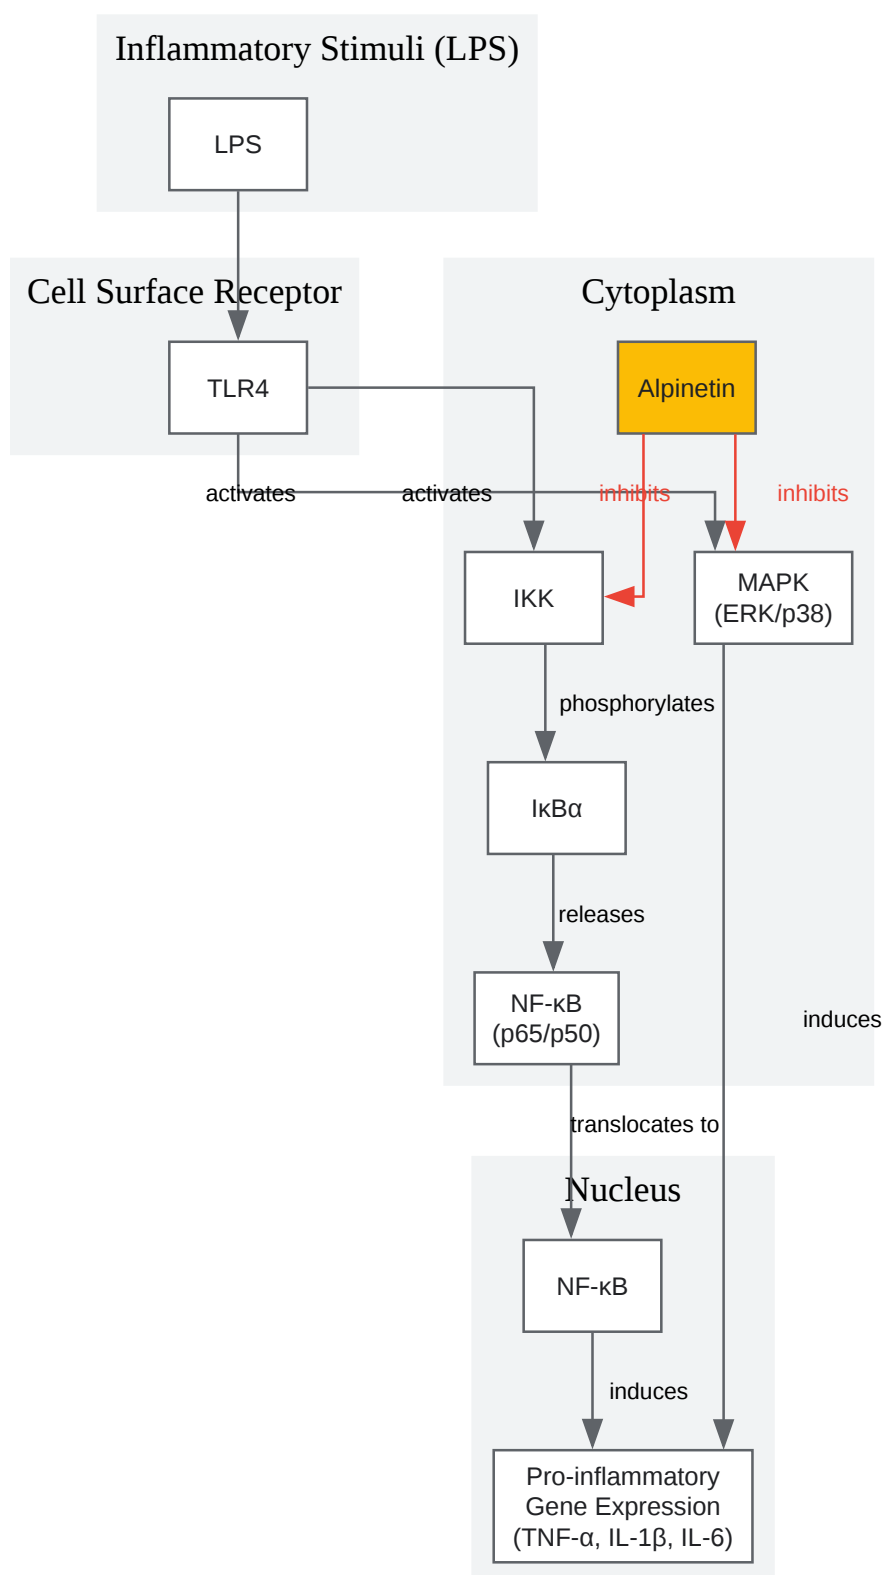 Inflammatory Stimuli (LPS)
LPS
Cell Surface Receptor
Cytoplasm
TLR4
Alpinetin
activates
activates
inhibits
inhibits
IKK
MAPK
(ERK/p38)
phosphorylates
IκBα
releases
NF-κB
(p65/p50)
induces
translocates to
Nucleus
NF-κB
induces
Pro-inflammatory
Gene Expression
(TNF-α, IL-1β, IL-6)